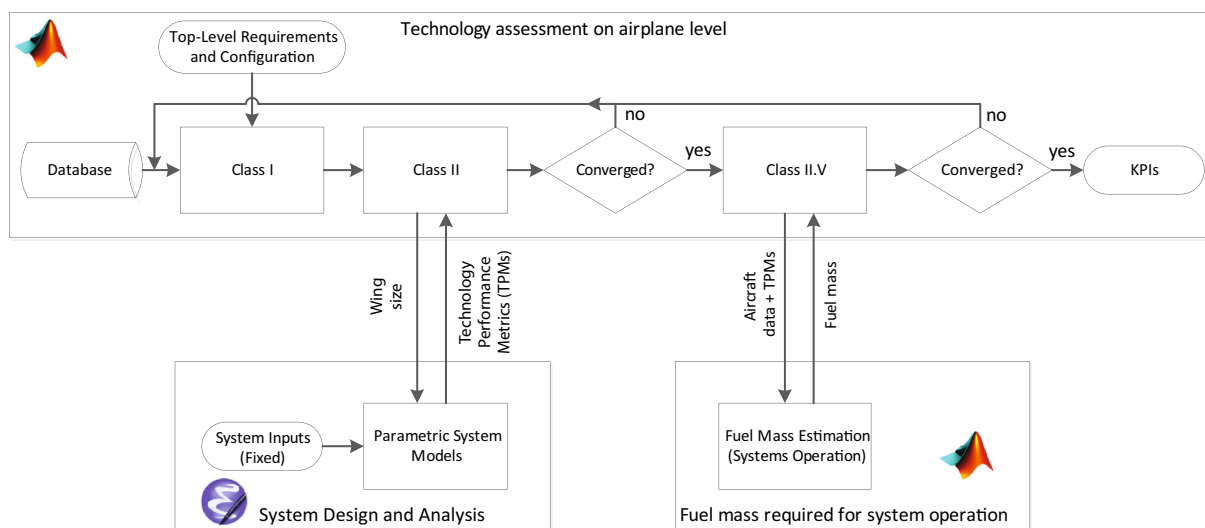 Technology assessment on airplane level
Top-Level Requirements
and Configuration
no
no
Database
Class I
Class II
Converged?
yes
Class II.V
Converged?
yes
KPIs
Wing
size
Technology
Performance
Metrics (TPMs)
Aircraft
data + TPMs
Fuel mass
System Inputs
(Fixed)
Parametric System
Models
Fuel Mass Estimation
(Systems Operation)
System Design and Analysis
Fuel mass required for system operation